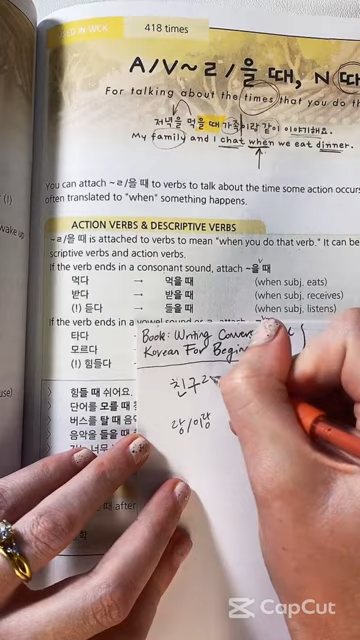 USED IN WCK
418 times
A/V~ㄹ/을 때, N 때
For talking about the times that you do th
저녁을 먹을 때 가족이랑 같이 이야기해요.
My family and I chat when we eat dinner.
(!)
wake up
You can attach ~ㄹ/을 때 to verbs to talk about the time some action occurs
often translated to "when" something happens.
ACTION VERBS & DESCRIPTIVE VERBS
~ㄹ/을 때 is attached to verbs to mean "when you do that verb." It can be
scriptive verbs and action verbs.
If the verb ends in a consonant sound, attach ~을 때
먹다 → 먹을 때 (when subj. eats)
받다 → 받을 때 (when subj. receives)
(!) 듣다 → 들을 때 (when subj. listens)
If the verb ends in a vowel sound
타다
모르다
(!) 힘들다
Book: Writing
Korean For
친구
랑/이랑
use)
힘들 때 쉬어요.
단어를 모를 때
버스를 탈 때 음
음악을 들을 때
after
CapCut